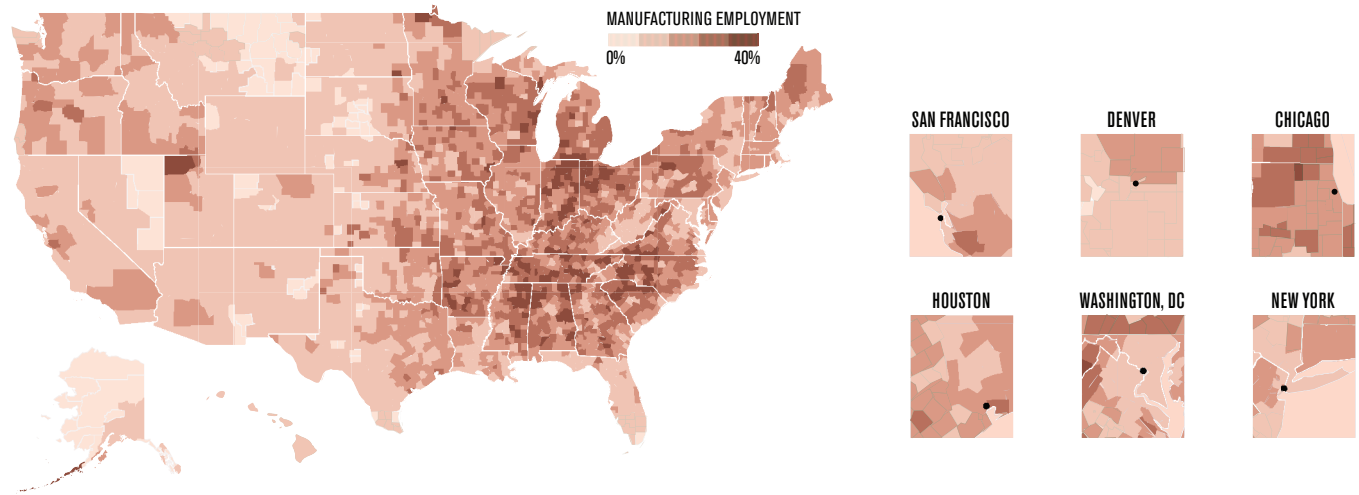 MANUFACTURING EMPLOYMENT
0% 40%
SAN FRANCISCO DENVER CHICAGO
HOUSTON WASHINGTON, DC NEW YORK